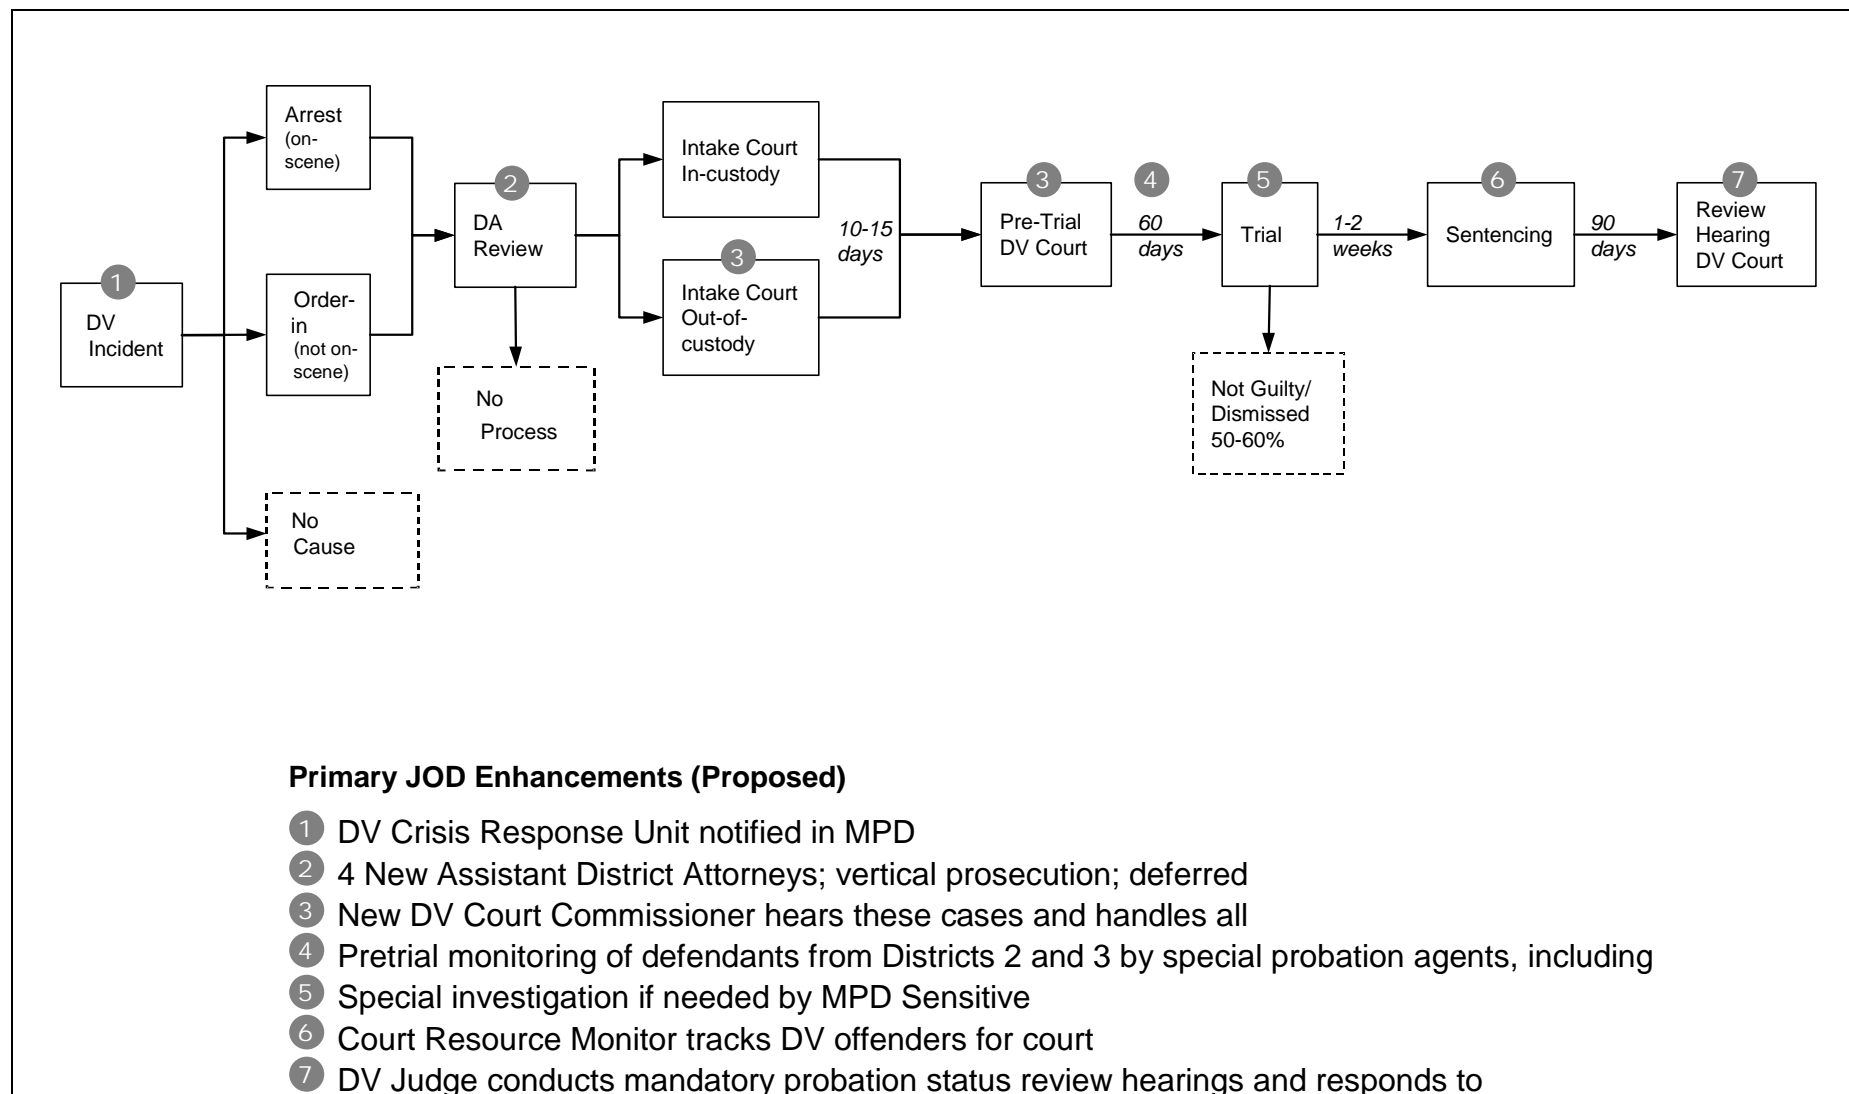 Arrest
(on-
scene)
1
DV
Incident
Order-
in
(not on-
scene)
No
Cause
2
DA
Review
No
Process
Intake Court
In-custody
3
Intake Court
Out-of-
custody
10-15
days
3
Pre-Trial
DV Court
4
60
days
5
Trial
Not Guilty/
Dismissed
50-60%
1-2
weeks
6
Sentencing
90
days
7
Review
Hearing
DV Court
Primary JOD Enhancements (Proposed)
1 DV Crisis Response Unit notified in MPD
2 4 New Assistant District Attorneys; vertical prosecution; deferred
3 New DV Court Commissioner hears these cases and handles all
4 Pretrial monitoring of defendants from Districts 2 and 3 by special probation agents, including
5 Special investigation if needed by MPD Sensitive
6 Court Resource Monitor tracks DV offenders for court
7 DV Judge conducts mandatory probation status review hearings and responds to